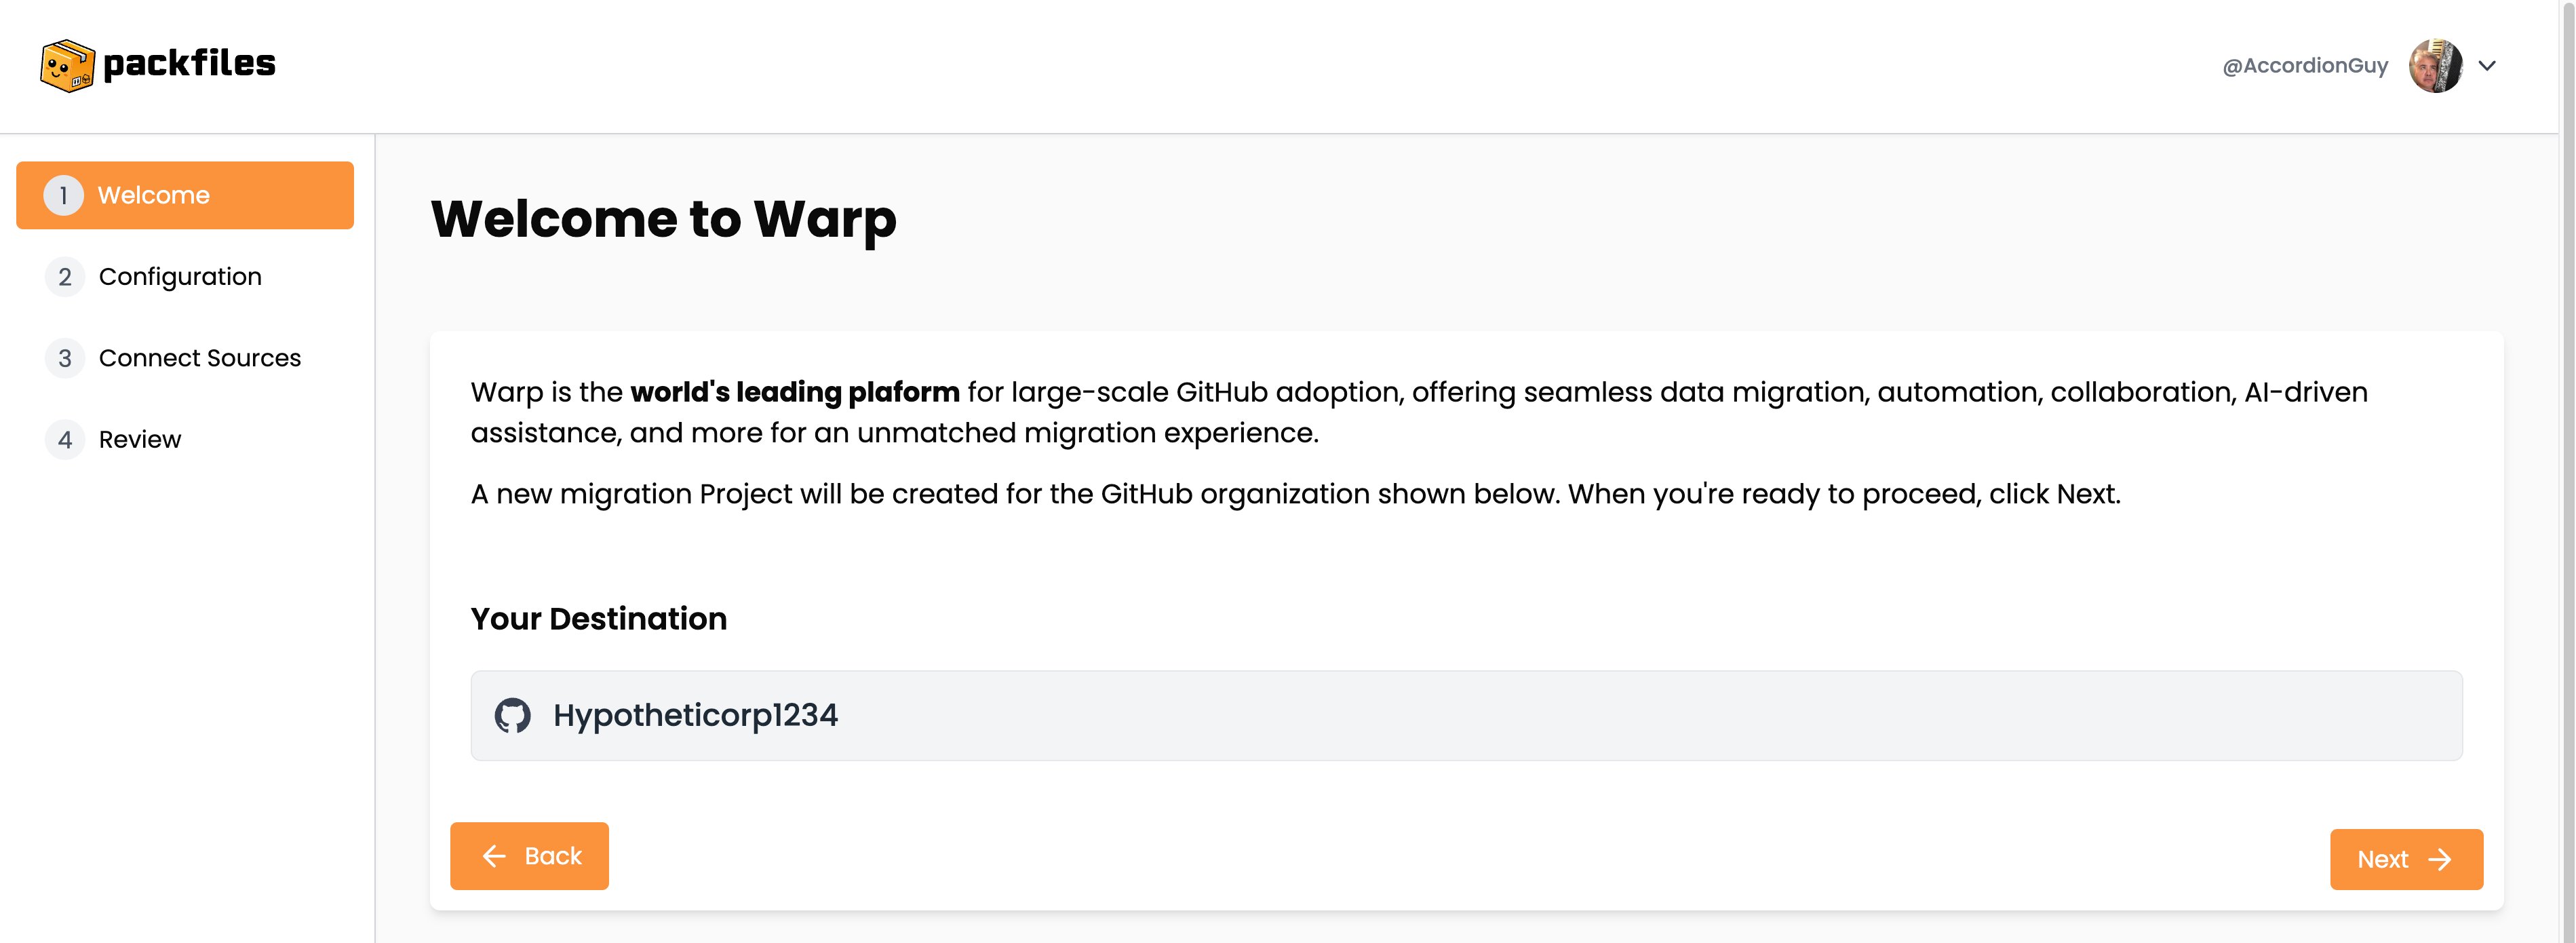 packfiles
@AccordionGuy
1 Welcome
2 Configuration
3 Connect Sources
4 Review
Welcome to Warp
Warp is the world's leading plaform for large-scale GitHub adoption, offering seamless data migration, automation, collaboration, AI-driven
assistance, and more for an unmatched migration experience.
A new migration Project will be created for the GitHub organization shown below. When you're ready to proceed, click Next.
Your Destination
Hypotheticorp1234
Back
Next